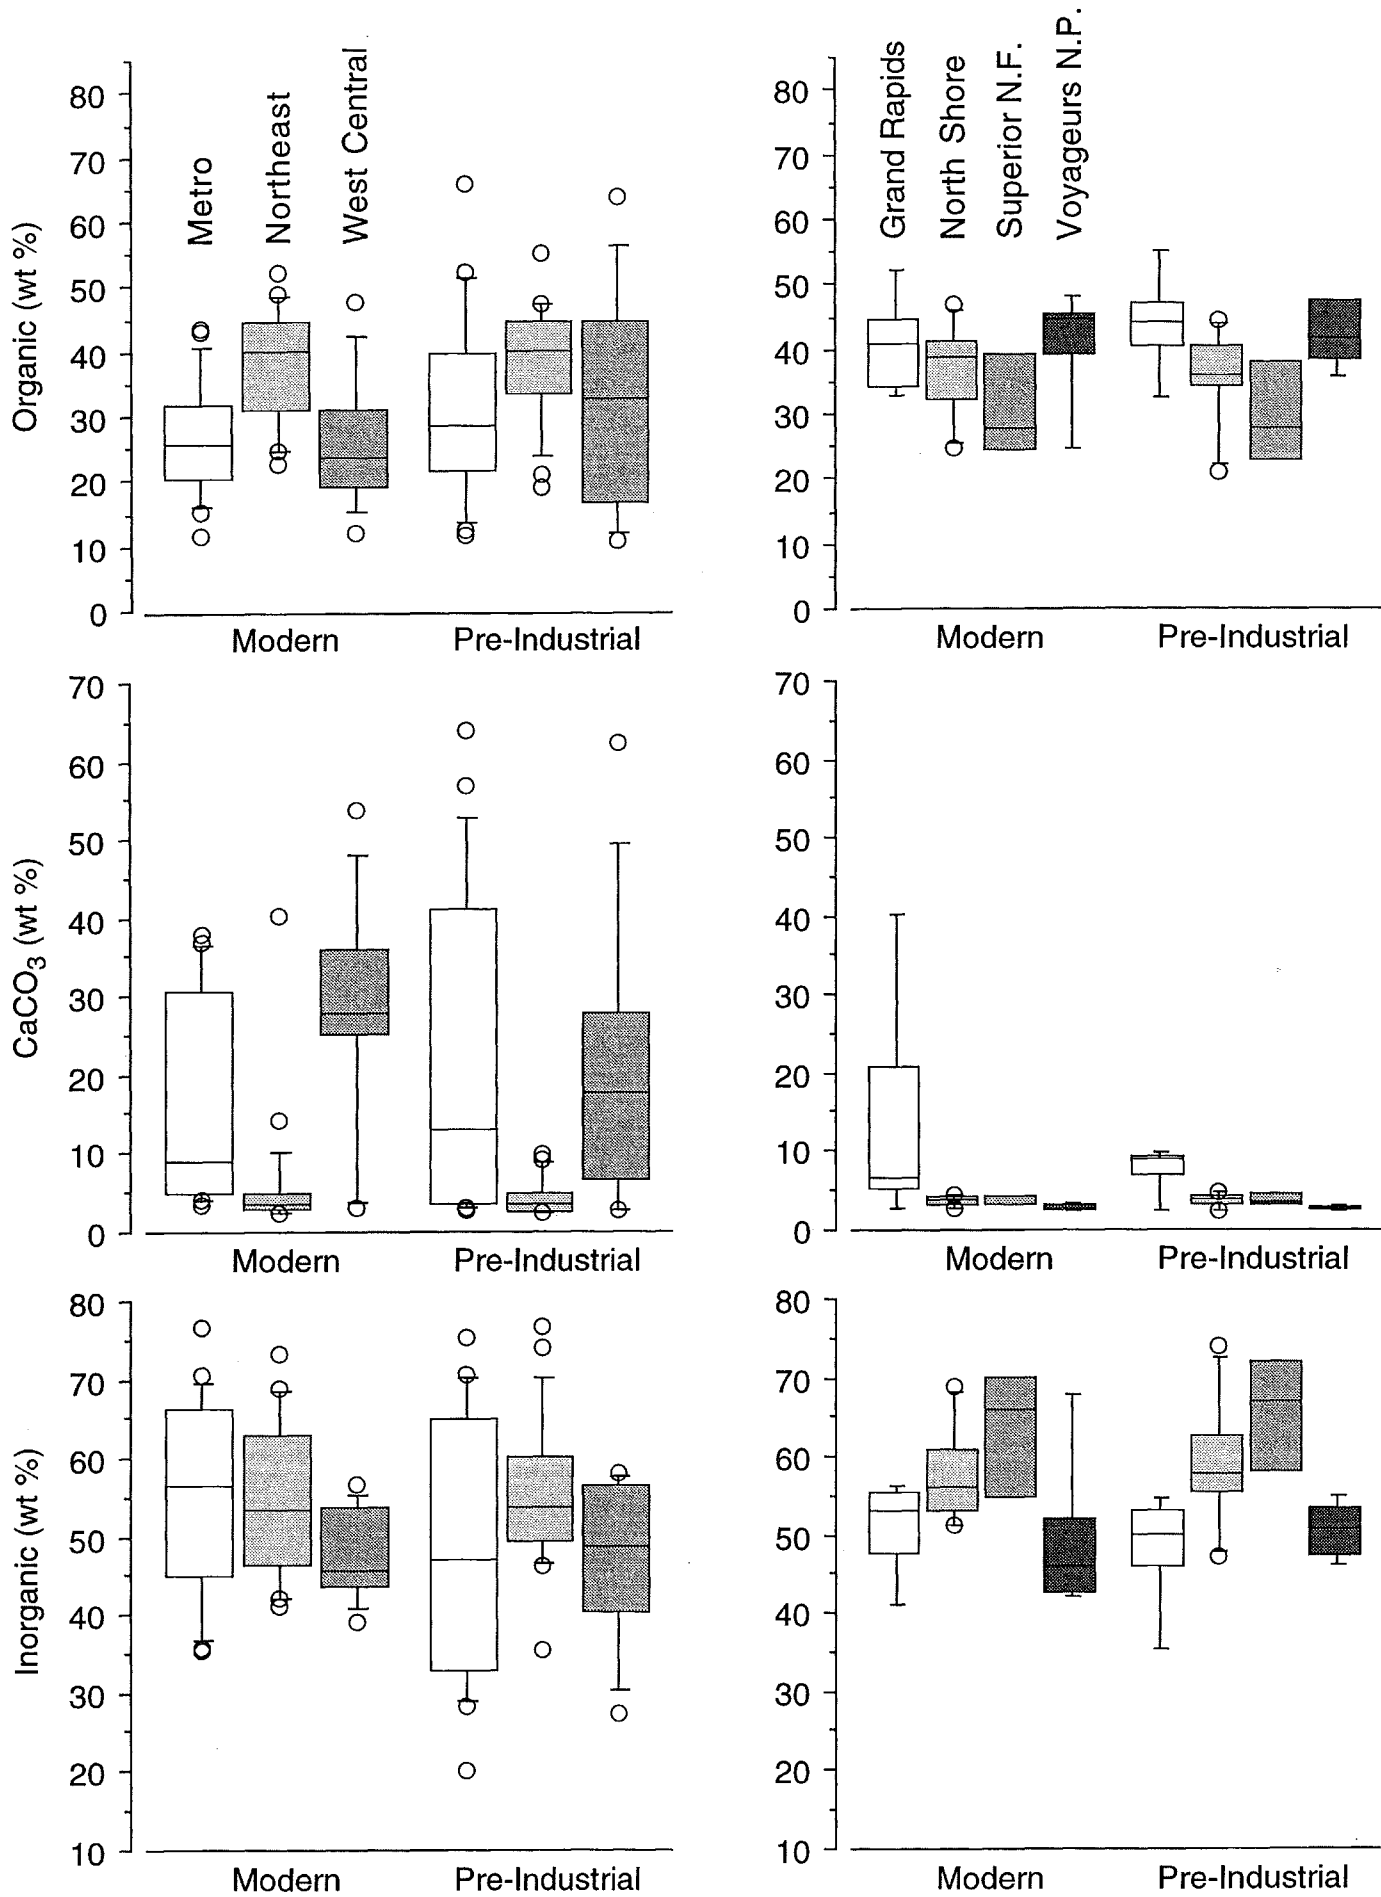 Organic (wt %)
80
70
60
50
40
30
20
10
0
Metro
Northeast
West Central
Modern
Pre-Industrial
80
70
60
50
40
30
20
10
0
Grand Rapids
North Shore
Superior N.F.
Voyageurs N.P.
Modern
Pre-Industrial
CaCO₃ (wt %)
70
60
50
40
30
20
10
0
Modern
Pre-Industrial
70
60
50
40
30
20
10
0
Modern
Pre-Industrial
Inorganic (wt %)
80
70
60
50
40
30
20
10
Modern
Pre-Industrial
80
70
60
50
40
30
20
10
Modern
Pre-Industrial